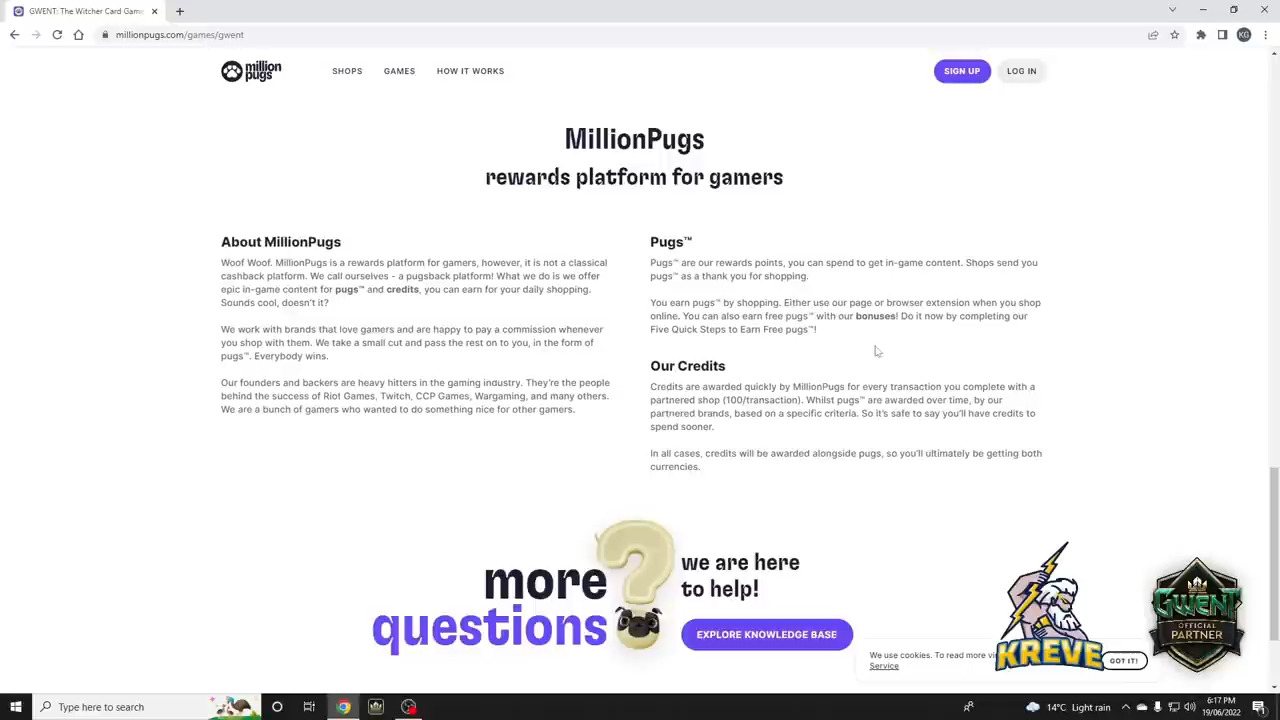 GWENT: The Witcher Card Game
millionpugs.com/games/gwent
KG
million
pugs
SHOPS
GAMES
HOW IT WORKS
SIGN UP
LOG IN
MillionPugs
rewards platform for gamers
About MillionPugs
Woof Woof. MillionPugs is a rewards platform for gamers, however, it is not a classical
cashback platform. We call ourselves - a pugsback platform! What we do is we offer
epic in-game content for pugs™ and credits, you can earn for your daily shopping.
Sounds cool, doesn't it?
We work with brands that love gamers and are happy to pay a commission whenever
you shop with them. We take a small cut and pass the rest on to you, in the form of
pugs™. Everybody wins.
Our founders and backers are heavy hitters in the gaming industry. They're the people
behind the success of Riot Games, Twitch, CCP Games, Wargaming, and many others.
We are a bunch of gamers who wanted to do something nice for other gamers.
Pugs™
Pugs™ are our rewards points, you can spend to get in-game content. Shops send you
pugs™ as a thank you for shopping.
You earn pugs™ by shopping. Either use our page or browser extension when you shop
online. You can also earn free pugs™ with our bonuses! Do it now by completing our
Five Quick Steps to Earn Free pugs™!
Our Credits
Credits are awarded quickly by MillionPugs for every transaction you complete with a
partnered shop (100/transaction). Whilst pugs™ are awarded over time, by our
partnered brands, based on a specific criteria. So it's safe to say you'll have credits to
spend sooner.
In all cases, credits will be awarded alongside pugs, so you'll ultimately be getting both
currencies.
more
questions
we are here
to help!
EXPLORE KNOWLEDGE BASE
We use cookies. To read more
Service
GOT IT!
KREVE
GWENT
OFFICIAL
PARTNER
Type here to search
14°C Light rain
6:17 PM
19/06/2022